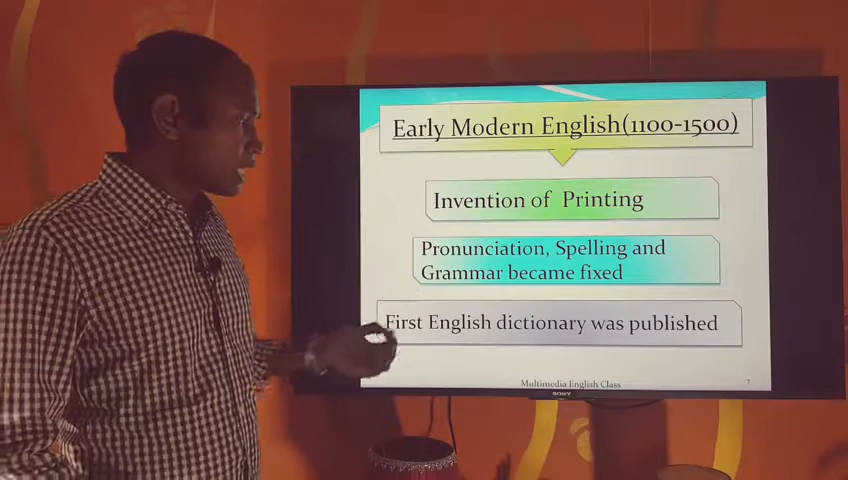 Early Modern English(1100-1500)
Invention of Printing
Pronunciation, Spelling and
Grammar became fixed
First English dictionary was published
Multimedia English Class
7
SONY